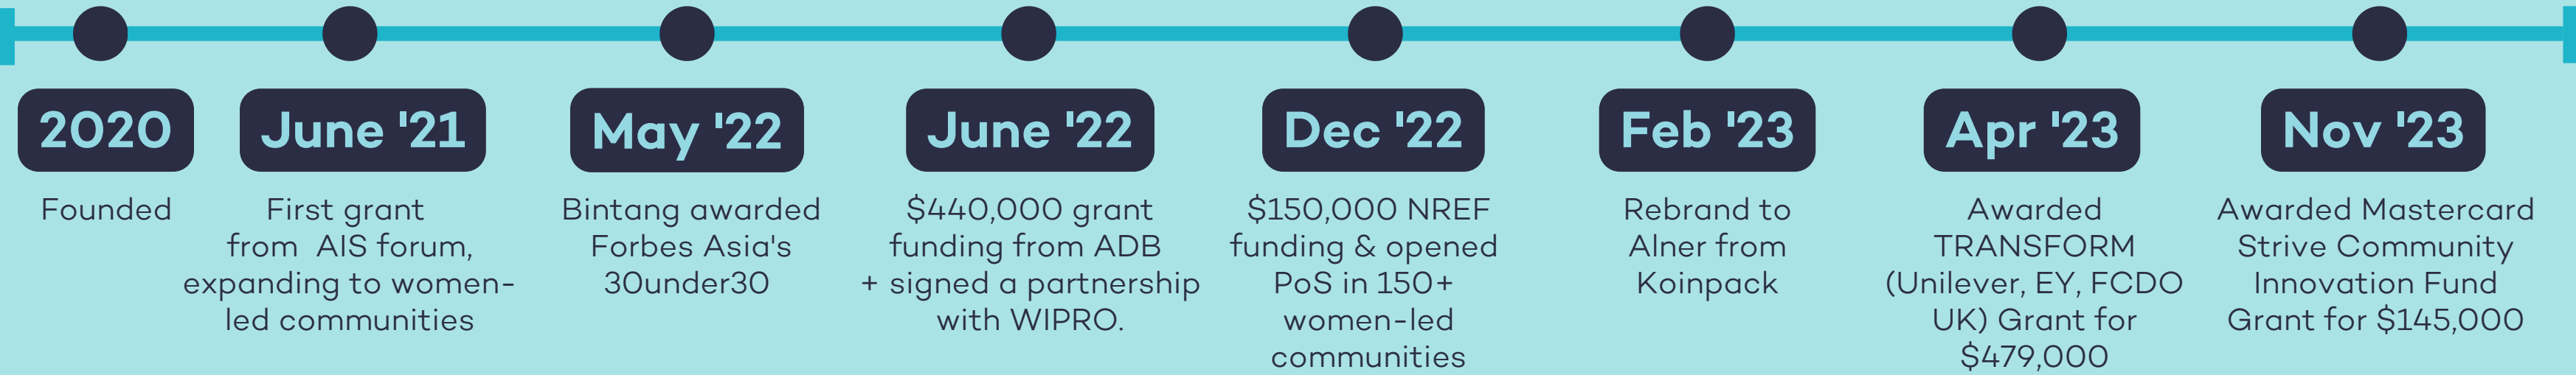 2020
Founded
June '21
First grant
from AIS forum,
expanding to women-
led communities
May '22
Bintang awarded
Forbes Asia's
30under30
June '22
$440,000 grant
funding from ADB
+ signed a partnership
with WIPRO.
Dec '22
$150,000 NREF
funding & opened
PoS in 150+
women-led
communities
Feb '23
Rebrand to
Alner from
Koinpack
Apr '23
Awarded
TRANSFORM
(Unilever, EY, FCDO
UK) Grant for
$479,000
Nov '23
Awarded Mastercard
Strive Community
Innovation Fund
Grant for $145,000